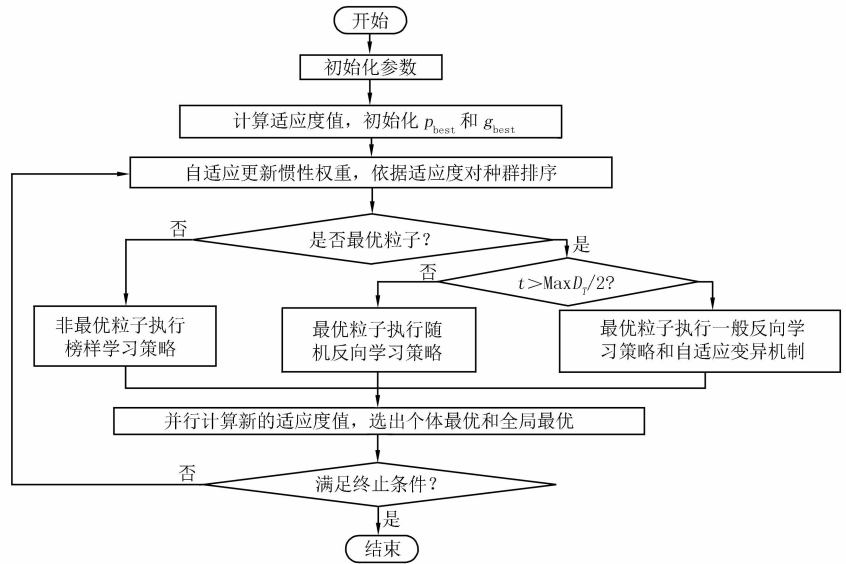 开始
初始化参数
计算适应度值，初始化 pbest 和 gbest
自适应更新惯性权重，依据适应度对种群排序
否
是否最优粒子？
是
否
t＞MaxDT/2?
非最优粒子执行
榜样学习策略
最优粒子执行随
机反向学习策略
最优粒子执行一般反向学
习策略和自适应变异机制
并行计算新的适应度值，选出个体最优和全局最优
否
满足终止条件？
是
结束